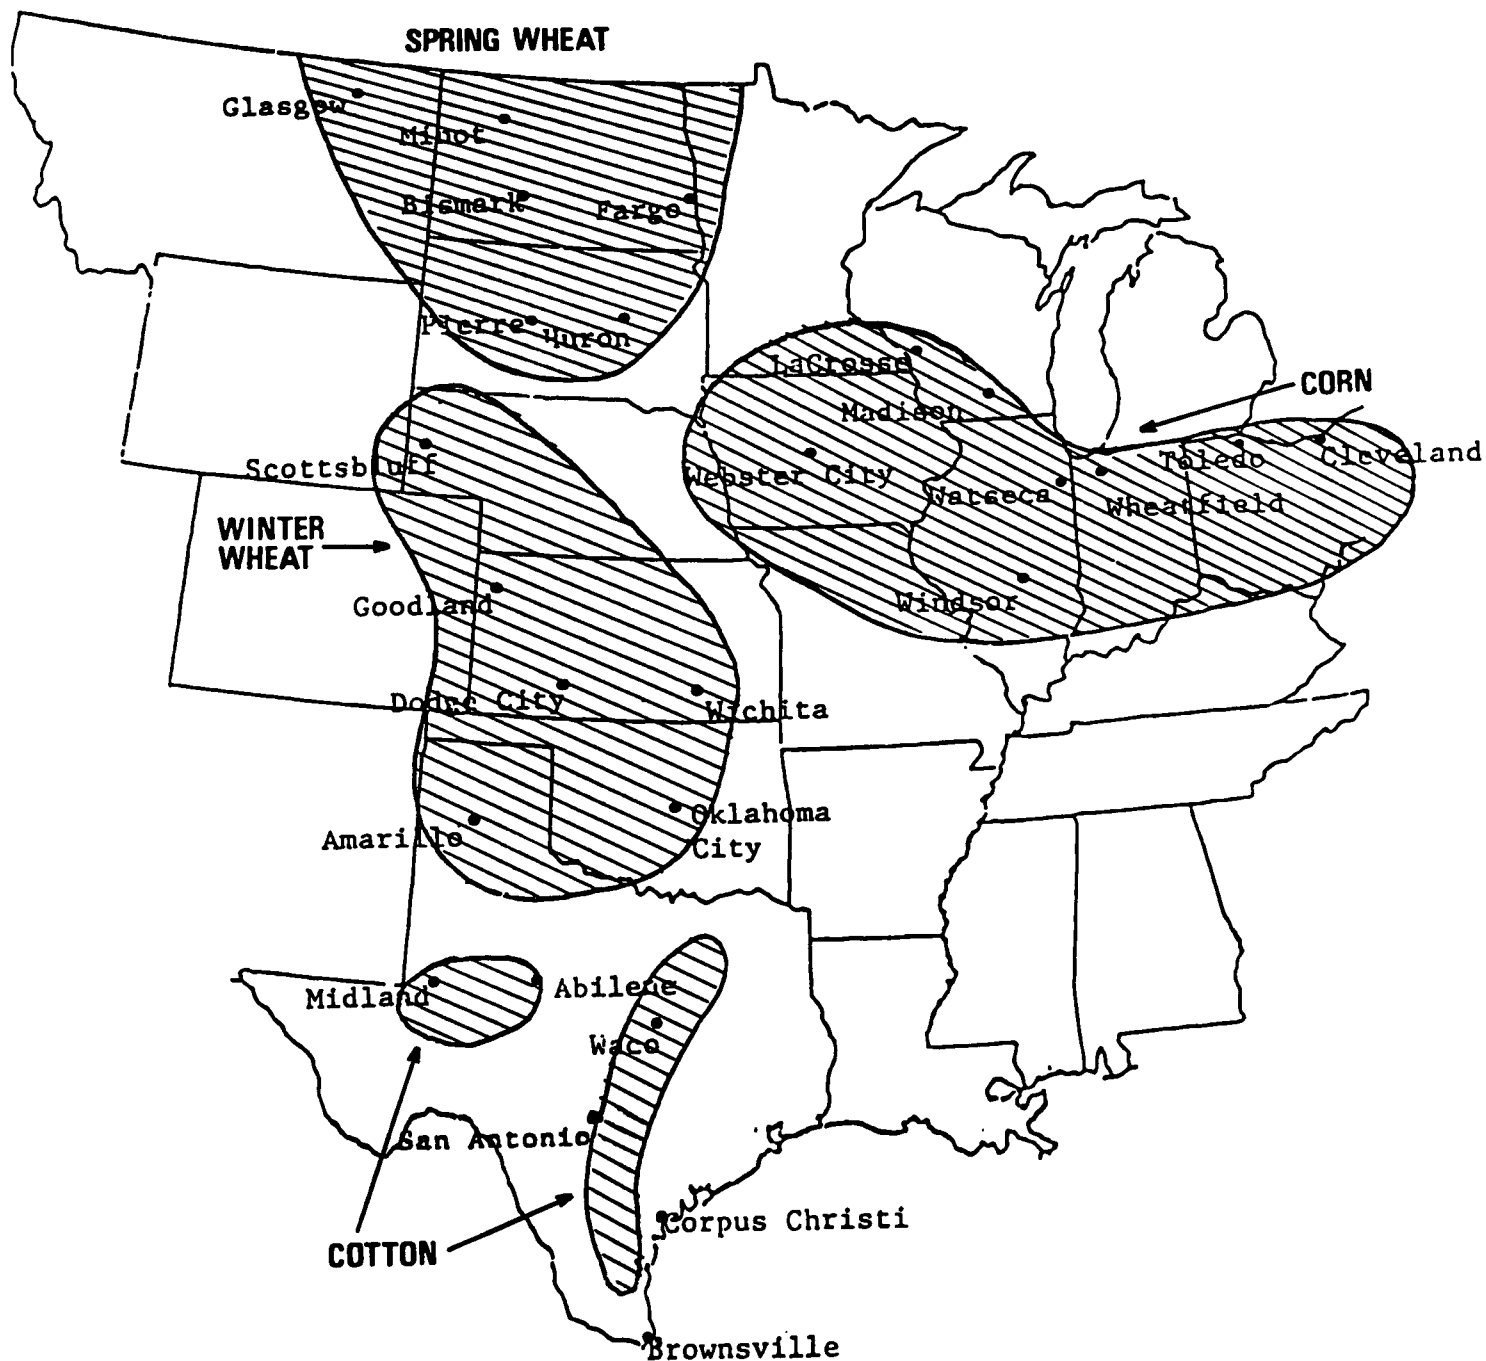 SPRING WHEAT
Glasgow
Minot
Bismark
Fargo
Pierre
Huron
LaCrosse
CORN
Madison
Scottsbluff
Webster City
Watseca
Toledo
Cleveland
Wheatfield
WINTER
WHEAT
Goodland
Windsor
Dodge City
Wichita
Amarillo
Oklahoma
City
Midland
Abilene
Waco
San Antonio
Corpus Christi
COTTON
Brownsville